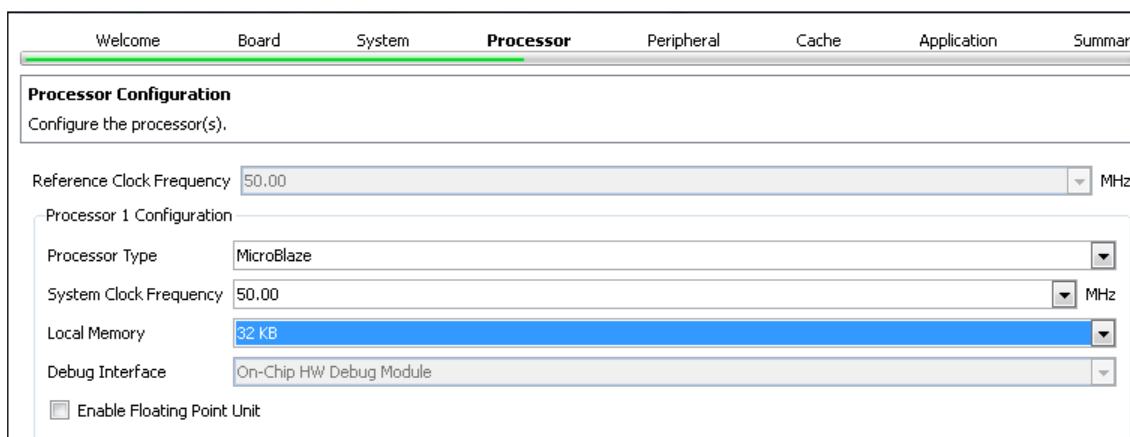 Welcome Board System Processor Peripheral Cache Application Summar
Processor Configuration
Configure the processor(s).
Reference Clock Frequency 50.00 MHz
Processor 1 Configuration
Processor Type MicroBlaze
System Clock Frequency 50.00 MHz
Local Memory 32 KB
Debug Interface On-Chip HW Debug Module
Enable Floating Point Unit